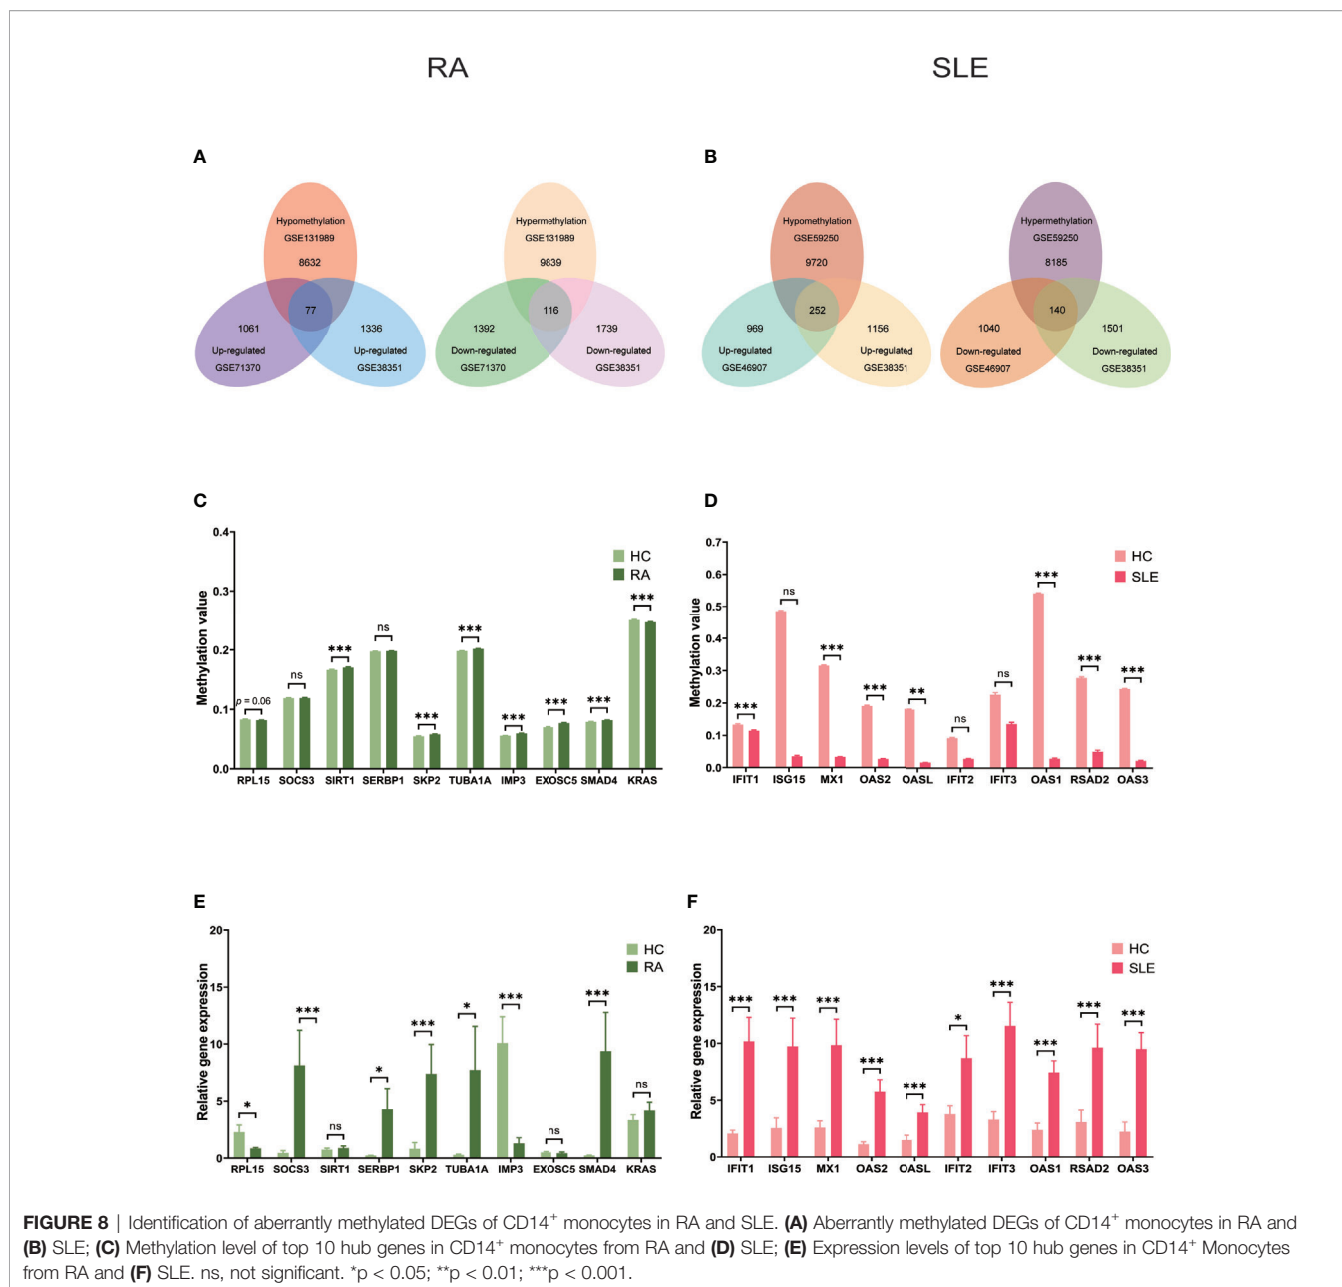 RA
SLE
A
B
Hypomethylation
GSE131989
8632
77
1061
Up-regulated
GSE71370
1336
Up-regulated
GSE38351
Hypermethylation
GSE131989
9839
116
1392
Down-regulated
GSE71370
1739
Down-regulated
GSE38351
Hypomethylation
GSE59250
9720
252
969
Up-regulated
GSE46907
1156
Up-regulated
GSE38351
Hypermethylation
GSE59250
8185
140
1040
Down-regulated
GSE46907
1501
Down-regulated
GSE38351
C
Methylation value
0.4
0.3
0.2
0.1
0.0
HC
RA
p = 0.06
ns
***
ns
***
***
***
***
***
***
RPL15 SOCS3 SIRT1 SERBP1 SKP2 TUBA1A IMP3 EXOSC5 SMAD4 KRAS
D
Methylation value
0.7
0.6
0.5
0.4
0.3
0.2
0.1
0.0
HC
SLE
***
ns
***
***
**
ns
ns
***
***
***
IFIT1 ISG15 MX1 OAS2 OASL IFIT2 IFIT3 OAS1 RSAD2 OAS3
E
Relative gene expression
20
15
10
5
0
HC
RA
*
***
ns
*
***
*
***
ns
***
ns
RPL15 SOCS3 SIRT1 SERBP1 SKP2 TUBA1A IMP3 EXOSC5 SMAD4 KRAS
F
Relative gene expression
20
15
10
5
0
HC
SLE
***
***
***
***
***
*
***
***
***
***
IFIT1 ISG15 MX1 OAS2 OASL IFIT2 IFIT3 OAS1 RSAD2 OAS3
FIGURE 8 | Identification of aberrantly methylated DEGs of CD14⁺ monocytes in RA and SLE. (A) Aberrantly methylated DEGs of CD14⁺ monocytes in RA and
(B) SLE; (C) Methylation level of top 10 hub genes in CD14⁺ monocytes from RA and (D) SLE; (E) Expression levels of top 10 hub genes in CD14⁺ Monocytes
from RA and (F) SLE. ns, not significant. *p < 0.05; **p < 0.01; ***p < 0.001.